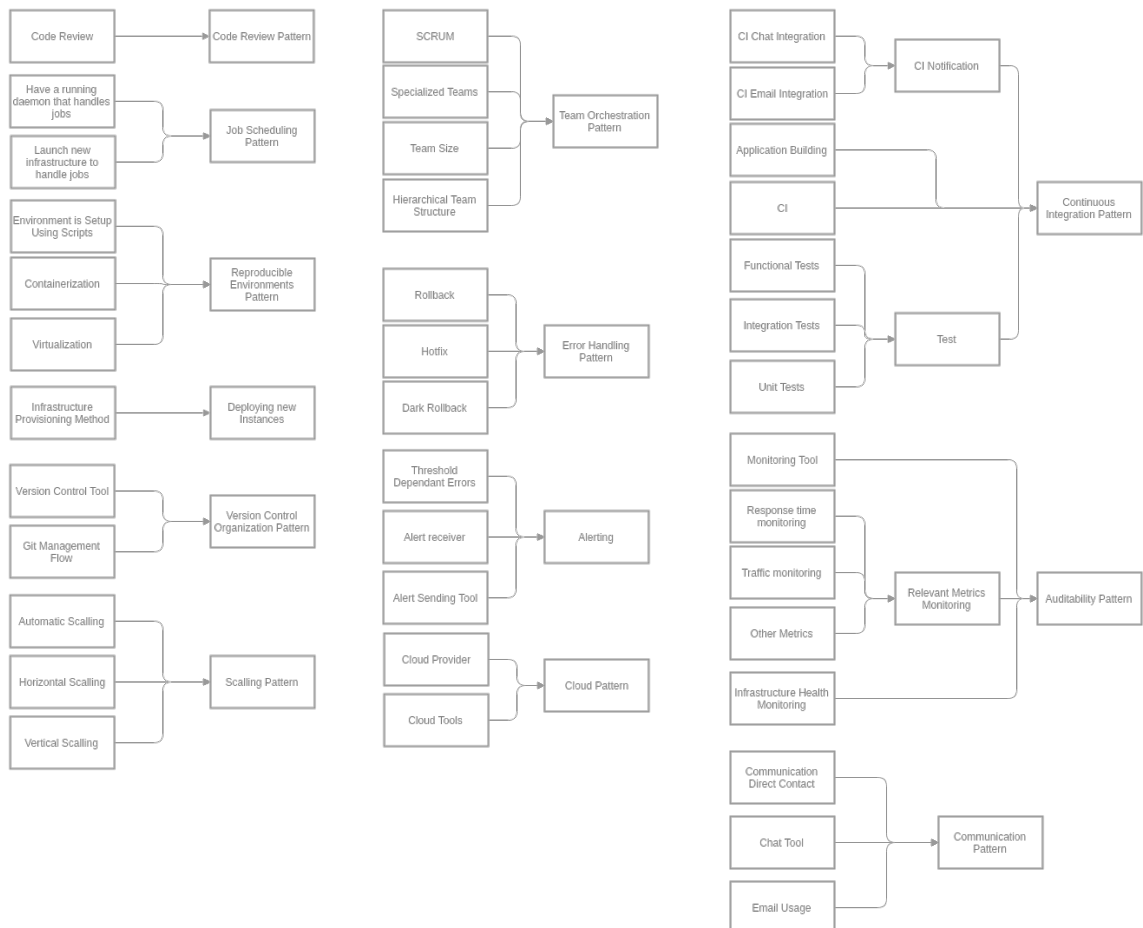 Code Review
Code Review Pattern
Have a running
daemon that handles
jobs
Launch new
infrastructure to
handle jobs
Job Scheduling
Pattern
Environment is Setup
Using Scripts
Containerization
Virtualization
Reproducible
Environments
Pattern
Infrastructure
Provisioning Method
Deploying new
Instances
Version Control Tool
Git Management
Flow
Version Control
Organization Pattern
Automatic Scalling
Horizontal Scalling
Vertical Scalling
Scalling Pattern
SCRUM
Specialized Teams
Team Size
Hierarchical Team
Structure
Team Orchestration
Pattern
Rollback
Hotfix
Dark Rollback
Error Handling
Pattern
Threshold
Dependant Errors
Alert receiver
Alert Sending Tool
Alerting
Cloud Provider
Cloud Tools
Cloud Pattern
CI Chat Integration
CI Email Integration
CI Notification
Application Building
CI
Functional Tests
Integration Tests
Unit Tests
Test
Continuous
Integration Pattern
Monitoring Tool
Response time
monitoring
Traffic monitoring
Other Metrics
Relevant Metrics
Monitoring
Infrastructure Health
Monitoring
Auditability Pattern
Communication
Direct Contact
Chat Tool
Email Usage
Communication
Pattern